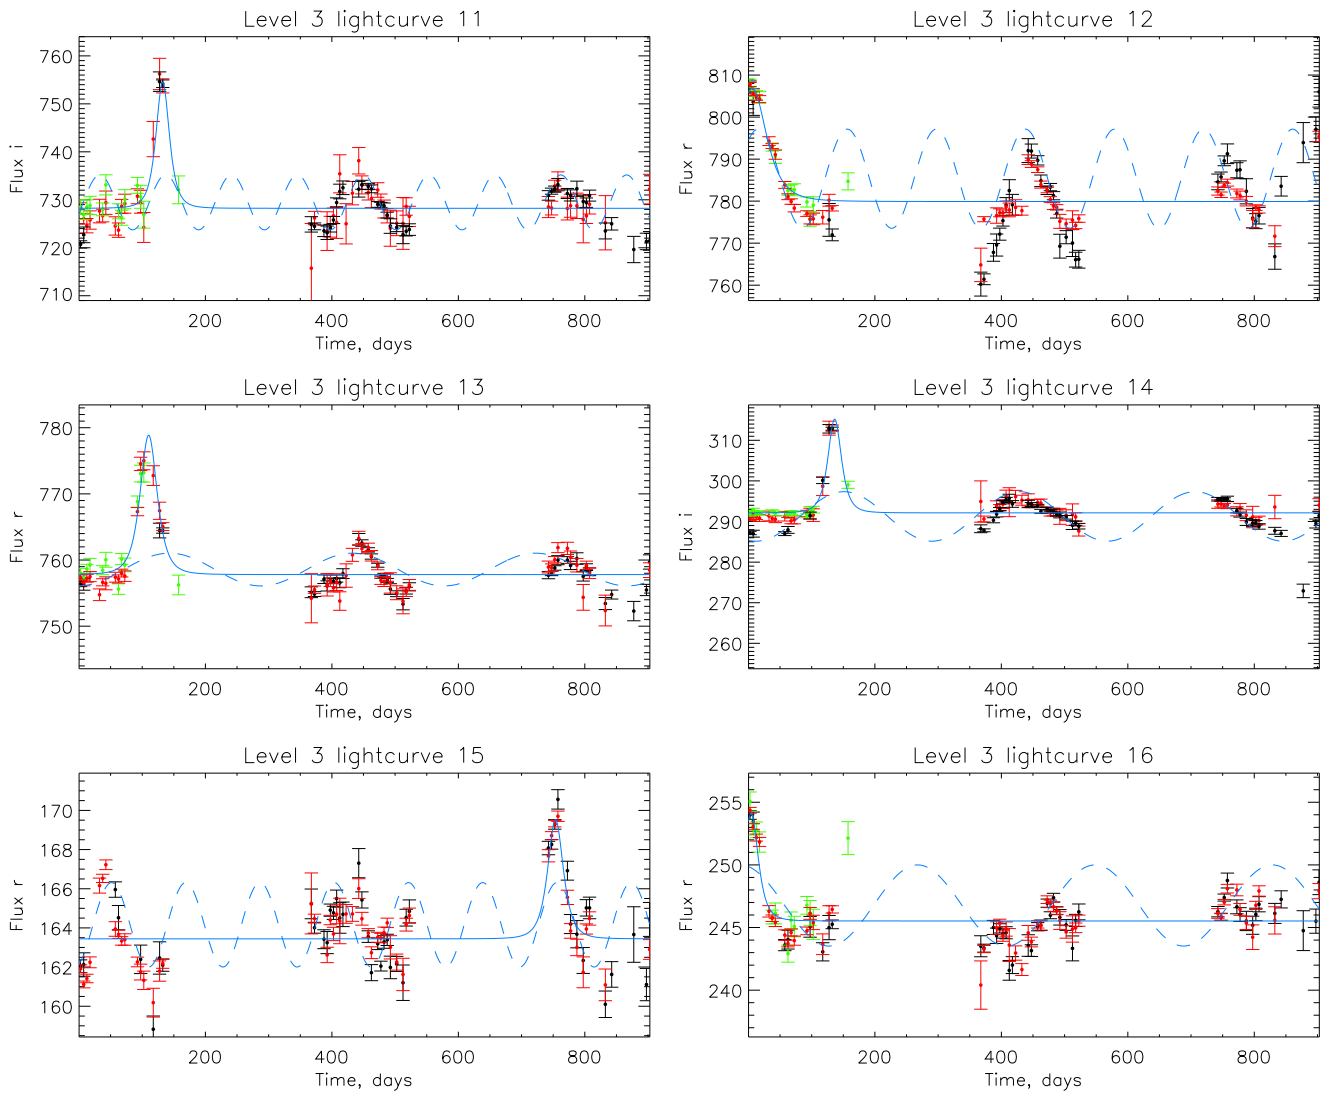 Level 3 lightcurve 11
Flux i
760
750
740
730
720
710
200 400 600 800
Time, days
Level 3 lightcurve 12
Flux r
810
800
790
780
770
760
200 400 600 800
Time, days
Level 3 lightcurve 13
Flux r
780
770
760
750
200 400 600 800
Time, days
Level 3 lightcurve 14
Flux i
310
300
290
280
270
260
200 400 600 800
Time, days
Level 3 lightcurve 15
Flux r
170
168
166
164
162
160
200 400 600 800
Time, days
Level 3 lightcurve 16
Flux r
255
250
245
240
200 400 600 800
Time, days